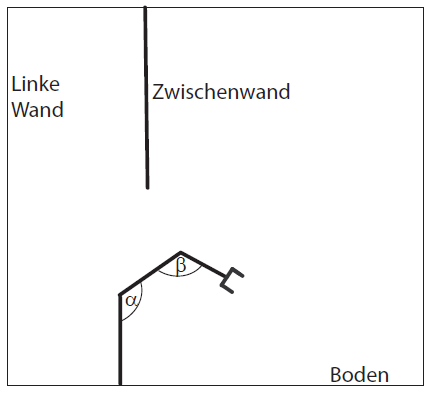 Linke
Wand
Zwischenwand
β
α
Boden